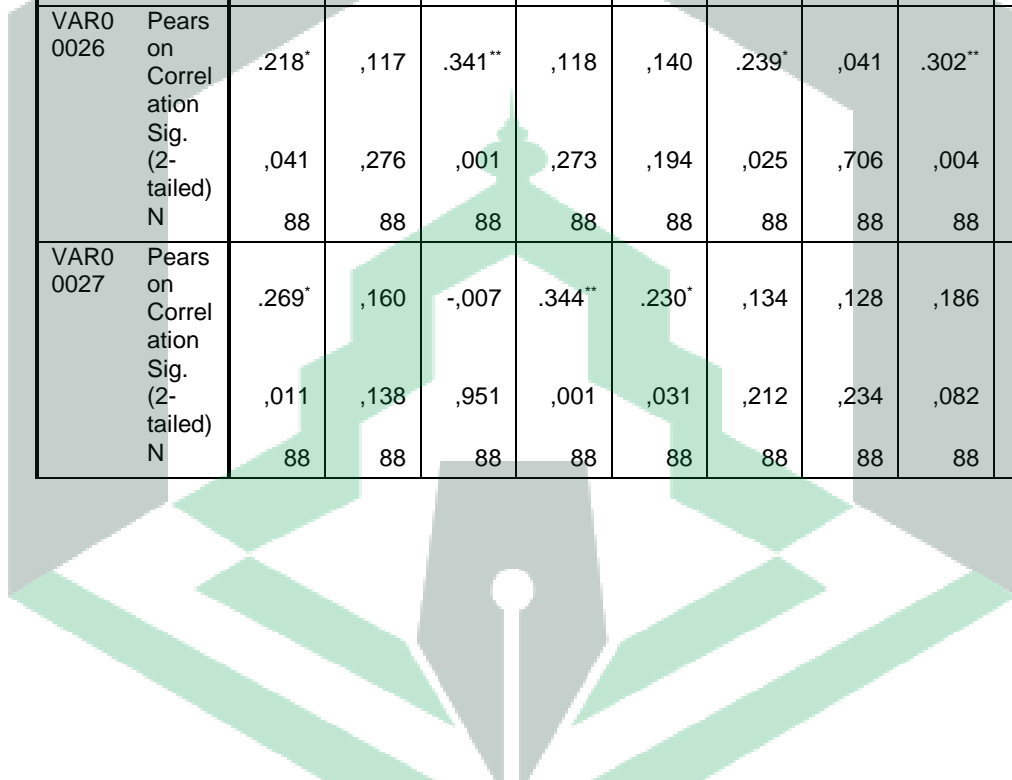 VAR0 Pears
0026 on
Correl .218* ,117 .341** ,118 ,140 .239* ,041 .302**
ation
Sig.
(2- ,041 ,276 ,001 ,273 ,194 ,025 ,706 ,004
tailed)
N 88 88 88 88 88 88 88 88
VAR0 Pears
0027 on
Correl .269* ,160 -,007 .344** .230* ,134 ,128 ,186
ation
Sig.
(2- ,011 ,138 ,951 ,001 ,031 ,212 ,234 ,082
tailed)
N 88 88 88 88 88 88 88 88